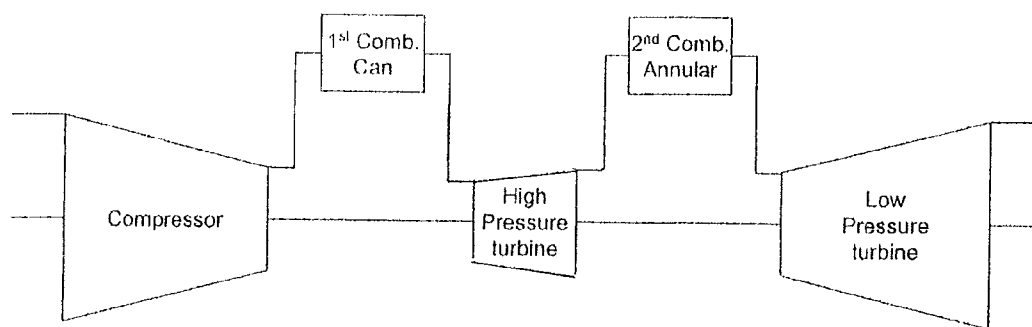 1st Comb.
Can
2nd Comb.
Annular
Compressor
High
Pressure
turbine
Low
Pressure
turbine